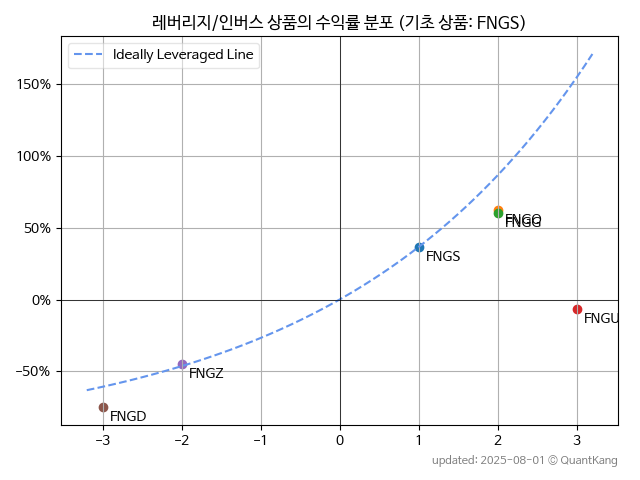 레버리지/인버스 상품의 수익률 분포 (기초 상품: FNGS)
Ideally Leveraged Line
150%
100%
50%
0%
−50%
FNGO
FNGG
FNGS
FNGU
FNGZ
FNGD
−3 −2 −1 0 1 2 3
updated: 2025-08-01 © QuantKang